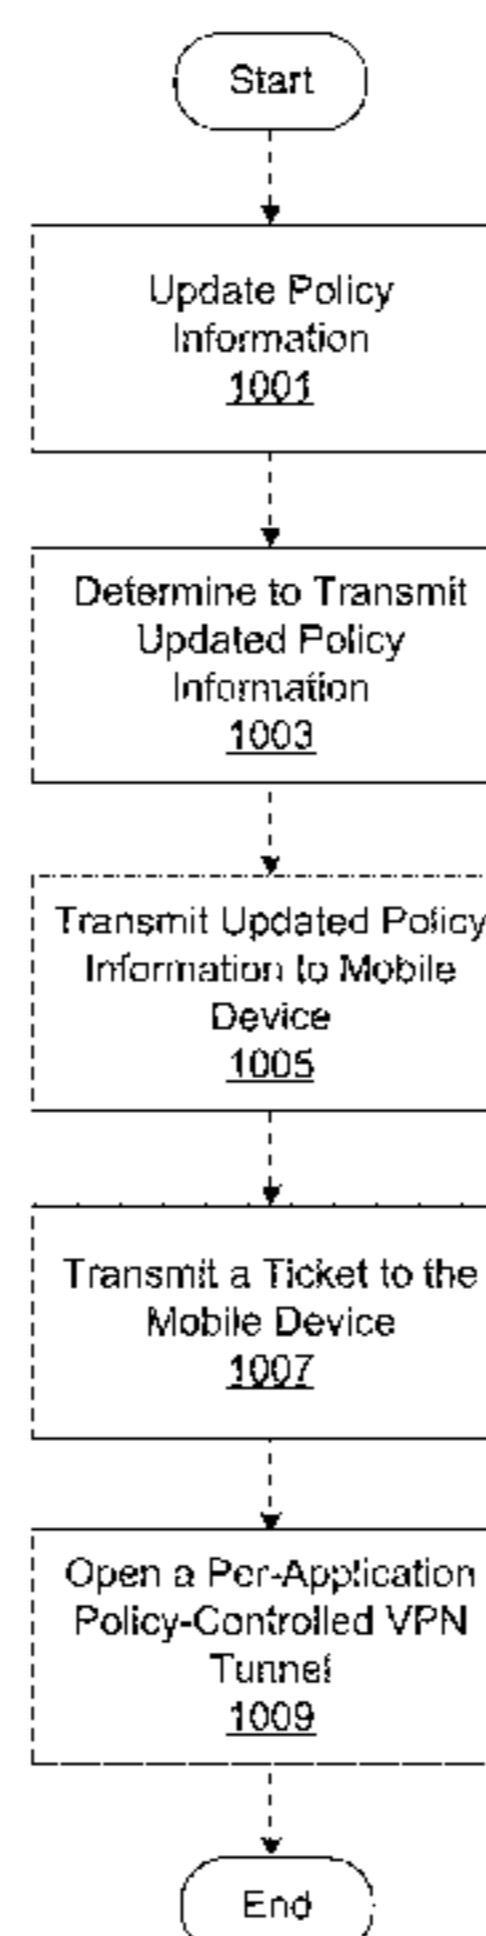 Start
Update Policy
Information
1001
Determine to Transmit
Updated Policy
Information
1003
Transmit Updated Policy
Information to Mobile
Device
1005
Transmit a Ticket to the
Mobile Device
1007
Open a Per-Application
Policy-Controlled VPN
Tunnel
1009
End